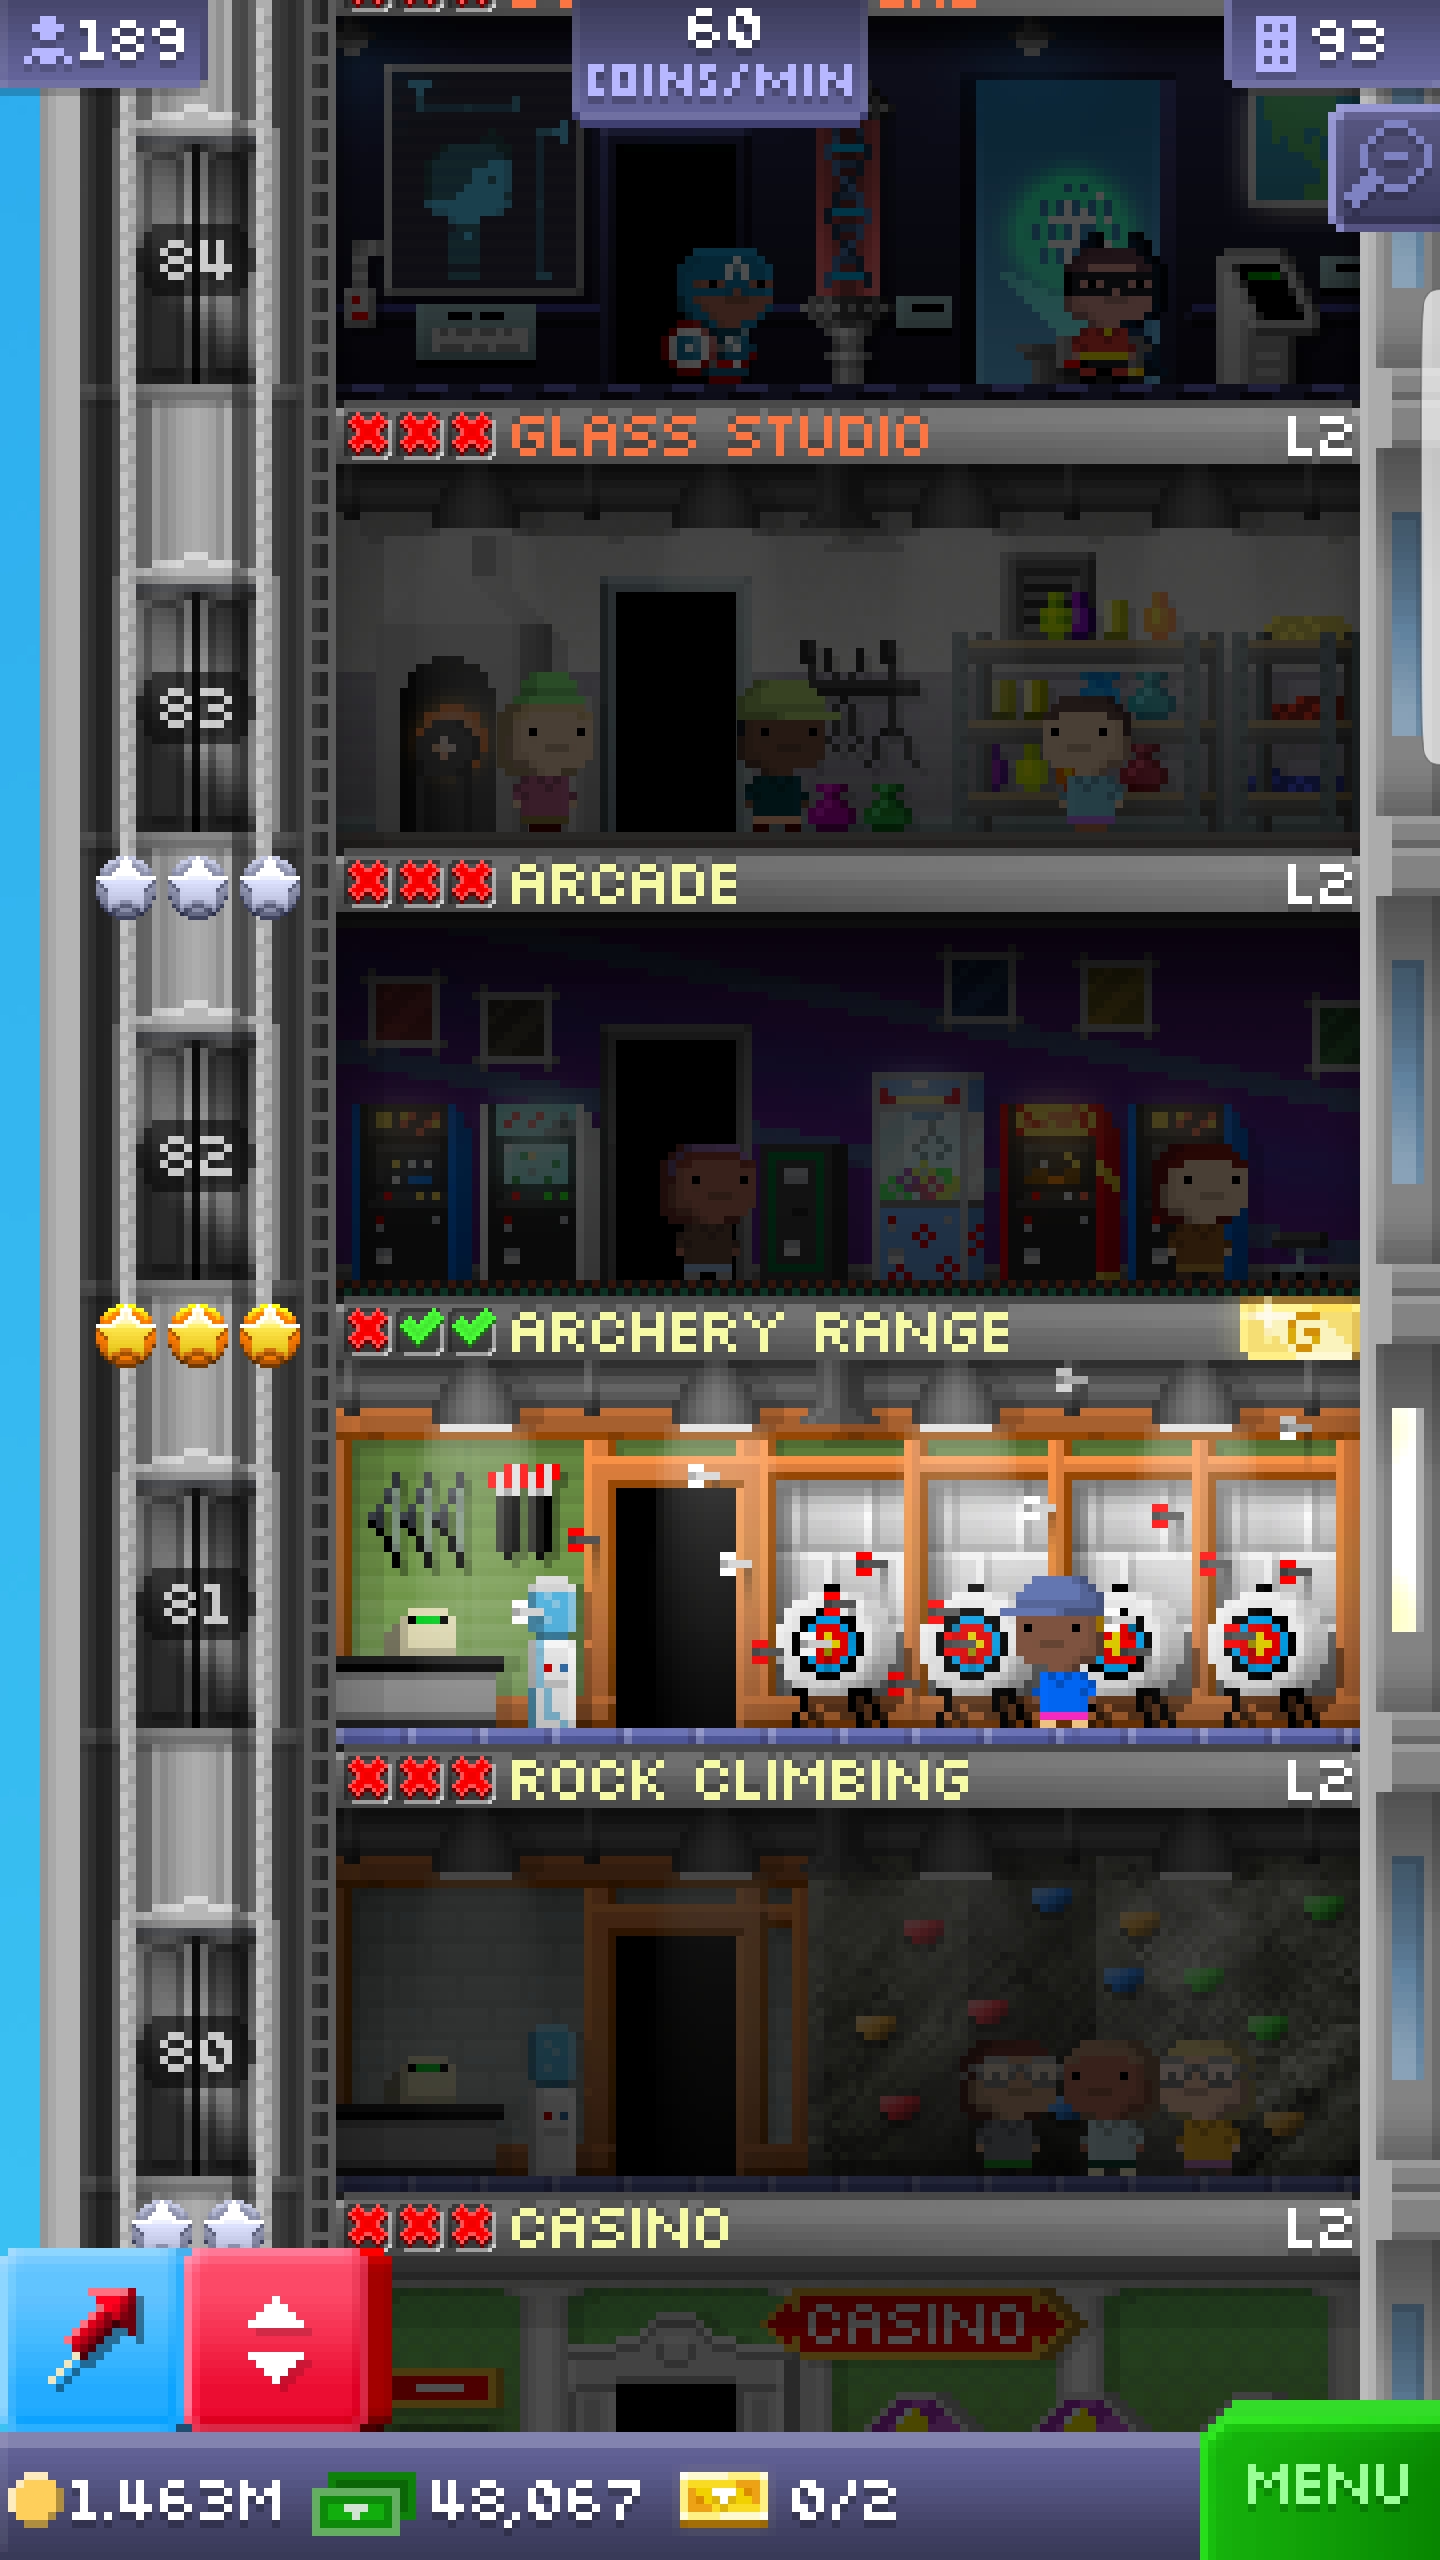 189
60
COINS/MIN
93
84
GLASS STUDIO L2
83
ARCADE L2
82
ARCHERY RANGE G
81
ROCK CLIMBING L2
80
CASINO L2
CASINO
1.463M 48,067 0/2
MENU